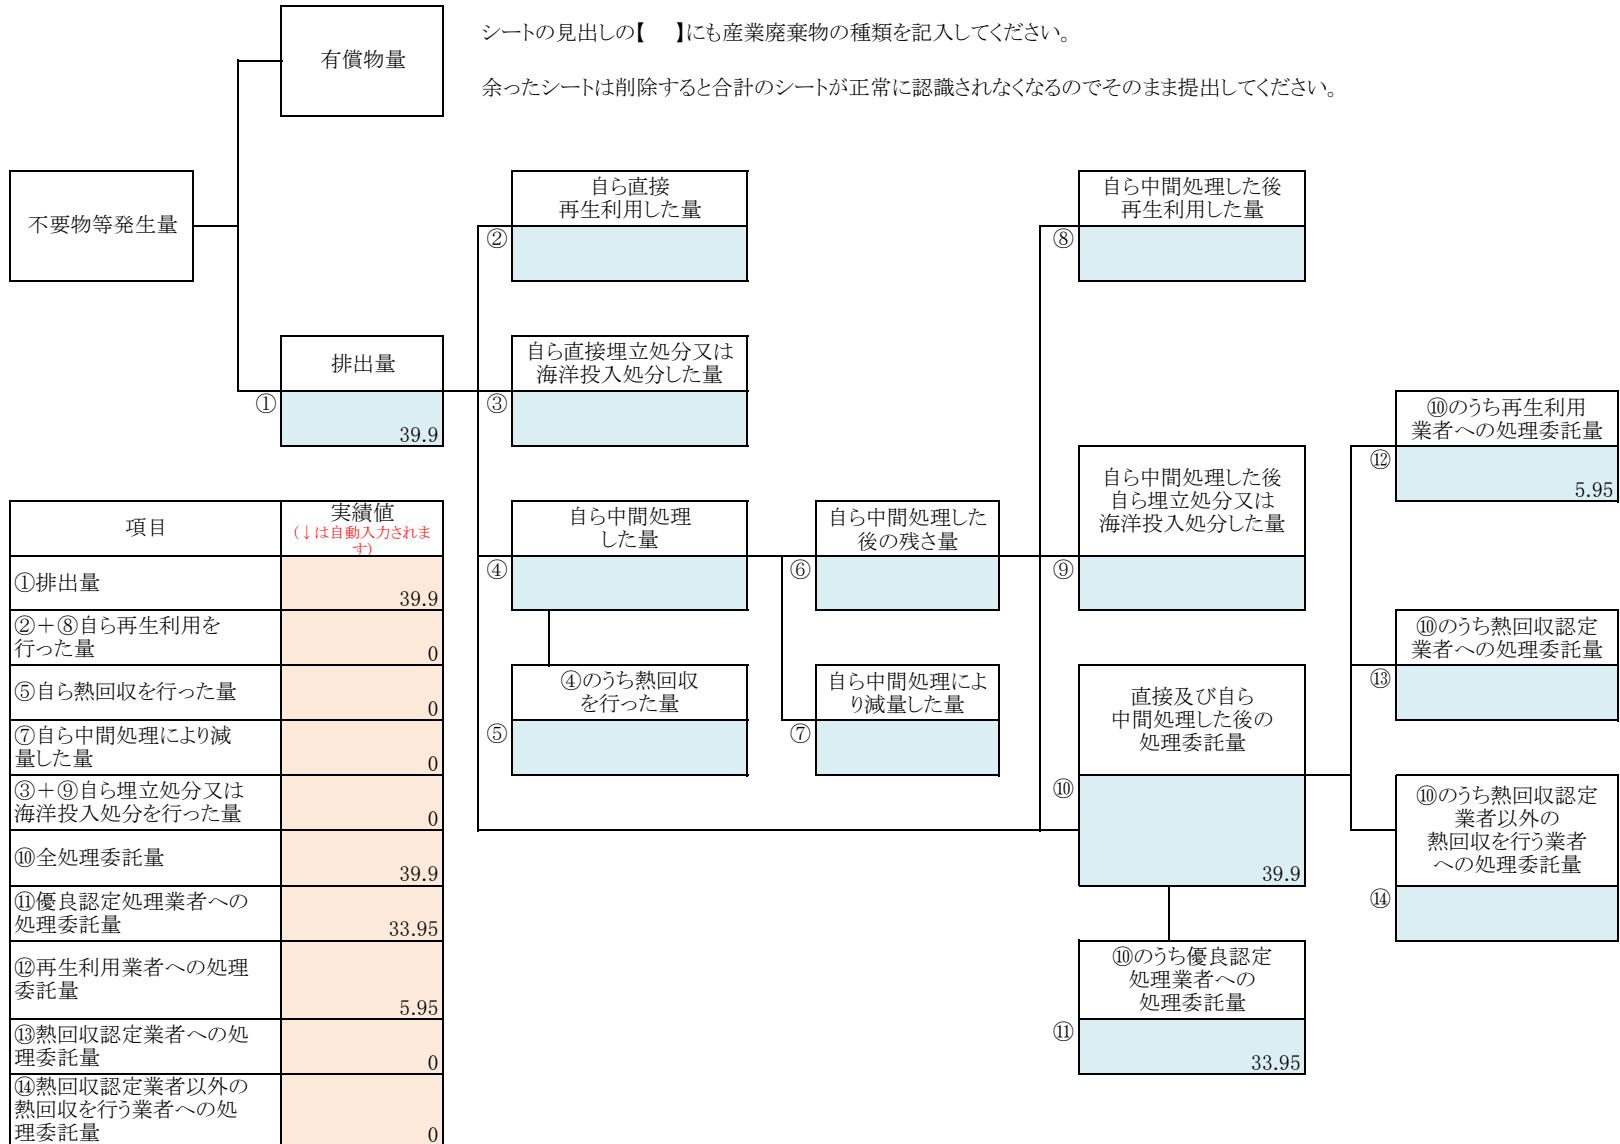 有償物量
シートの見出しの【　】にも産業廃棄物の種類を記入してください。
余ったシートは削除すると合計のシートが正常に認識されなくなるのでそのまま提出してください。
不要物等発生量
自ら直接
再生利用した量
②
自ら中間処理した後
再生利用した量
⑧
排出量
①
39.9
自ら直接埋立処分又は
海洋投入処分した量
③
⑩のうち再生利用
業者への処理委託量
⑫
5.95
自ら中間処理
した量
④
自ら中間処理した
後の残さ量
⑥
自ら中間処理した後
自ら埋立処分又は
海洋投入処分した量
⑨
⑩のうち熱回収認定
業者への処理委託量
⑬
④のうち熱回収
を行った量
⑤
自ら中間処理によ
り減量した量
⑦
直接及び自ら
中間処理した後の
処理委託量
⑩
39.9
⑩のうち熱回収認定
業者以外の
熱回収を行う業者
への処理委託量
⑭
⑩のうち優良認定
処理業者への
処理委託量
⑪
33.95
項目
実績値
(↓は自動入力されま
す)
①排出量
39.9
②＋⑧自ら再生利用を
行った量
0
⑤自ら熱回収を行った量
0
⑦自ら中間処理により減
量した量
0
③＋⑨自ら埋立処分又は
海洋投入処分を行った量
0
⑩全処理委託量
39.9
⑪優良認定処理業者への
処理委託量
33.95
⑫再生利用業者への処理
委託量
5.95
⑬熱回収認定業者への処
理委託量
0
⑭熱回収認定業者以外の
熱回収を行う業者への処
理委託量
0